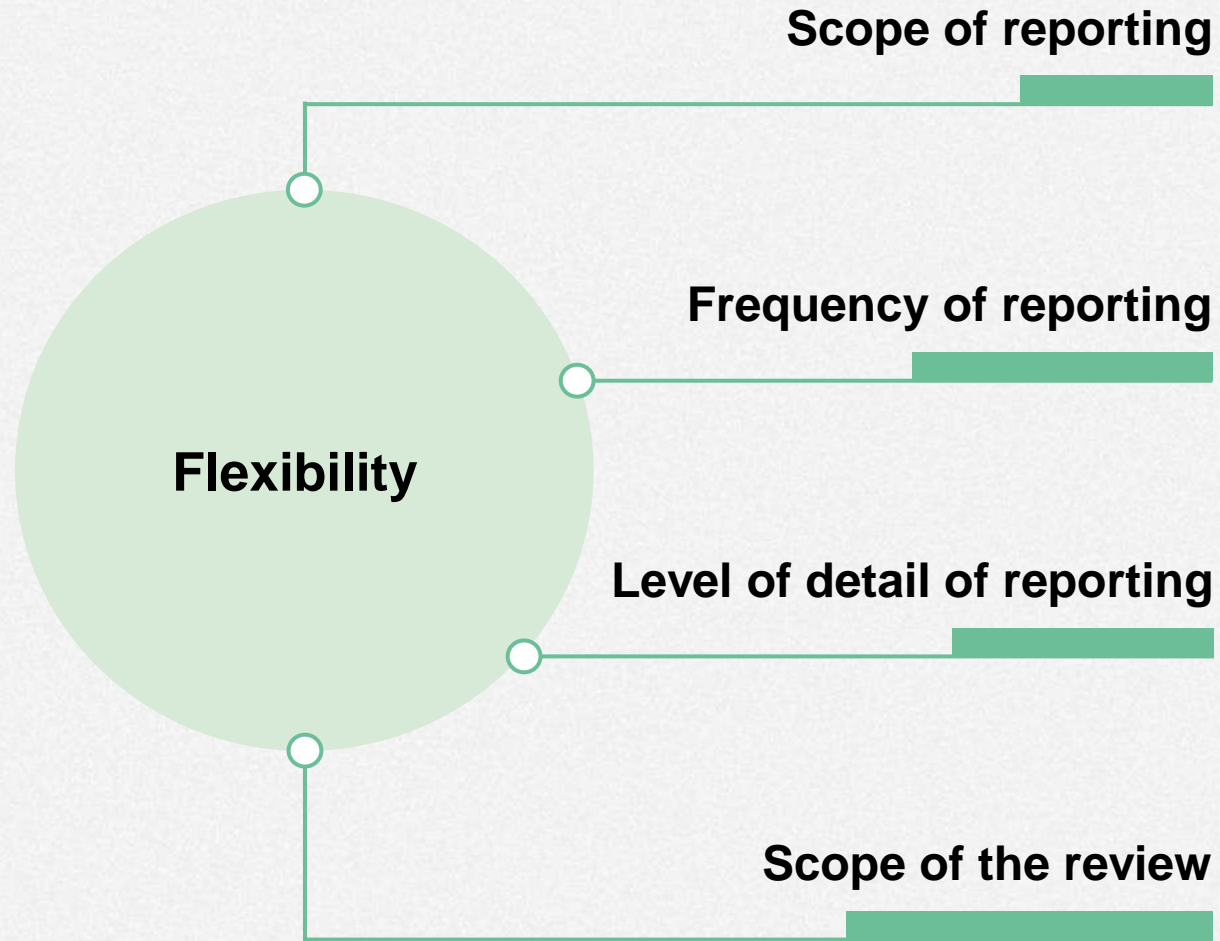 Scope of reporting
Frequency of reporting
Flexibility
Level of detail of reporting
Scope of the review